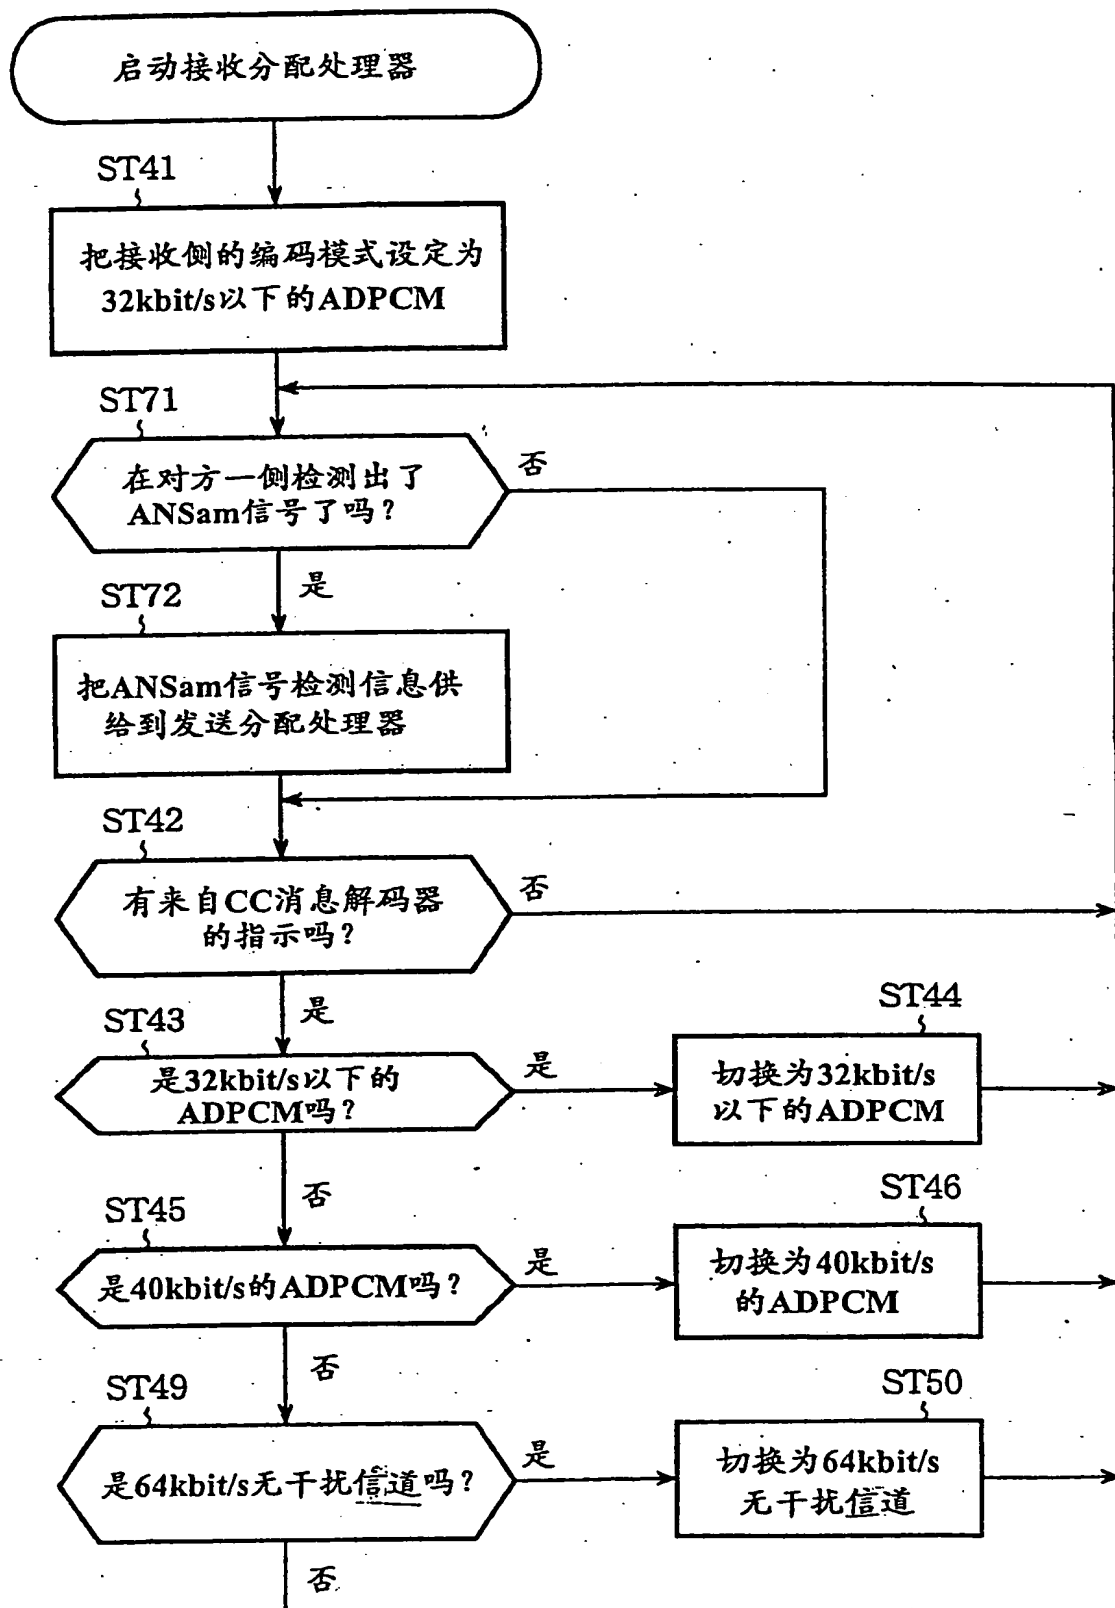 启动接收分配处理器
ST41
把接收侧的编码模式设定为
32kbit/s以下的ADPCM
ST71
在对方一侧检测出了
ANSam信号了吗?
否
是
ST72
把ANSam信号检测信息供
给到发送分配处理器
ST42
有来自CC消息解码器
的指示吗?
否
是
ST43
是32kbit/s以下的
ADPCM吗?
是
ST44
切换为32kbit/s
以下的ADPCM
否
ST45
是40kbit/s的ADPCM吗?
是
ST46
切换为40kbit/s
的ADPCM
否
ST49
是64kbit/s无干扰信道吗?
是
ST50
切换为64kbit/s
无干扰信道
否